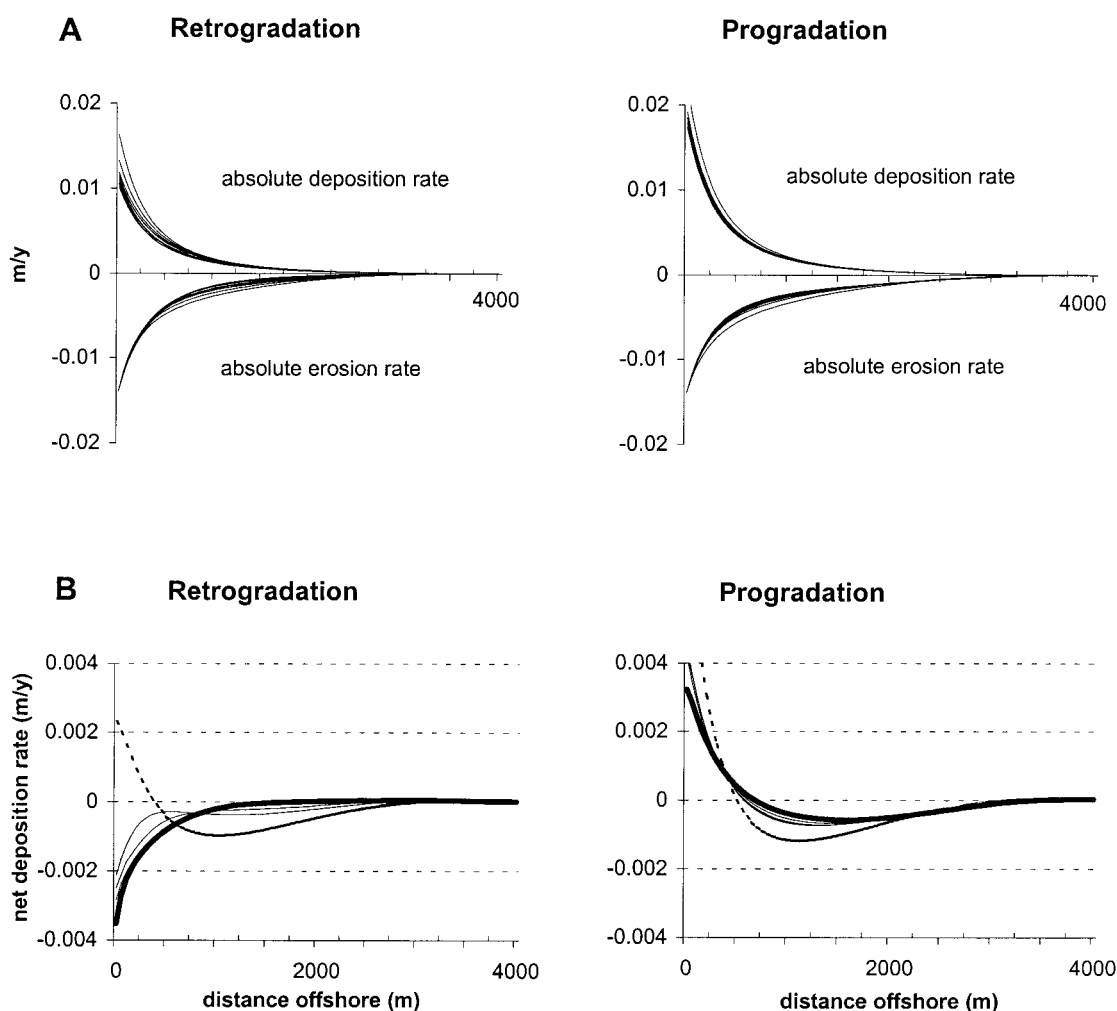 A Retrogradation Progradation
0.02 0.02
absolute deposition rate absolute deposition rate
0.01 0.01
m/y
0 0
4000 4000
-0.01 -0.01
absolute erosion rate absolute erosion rate
-0.02 -0.02
B Retrogradation Progradation
net deposition rate (m/y)
0.004 0.004
0.002 0.002
0 0
-0.002 -0.002
-0.004 -0.004
0 2000 4000 0 2000 4000
distance offshore (m) distance offshore (m)